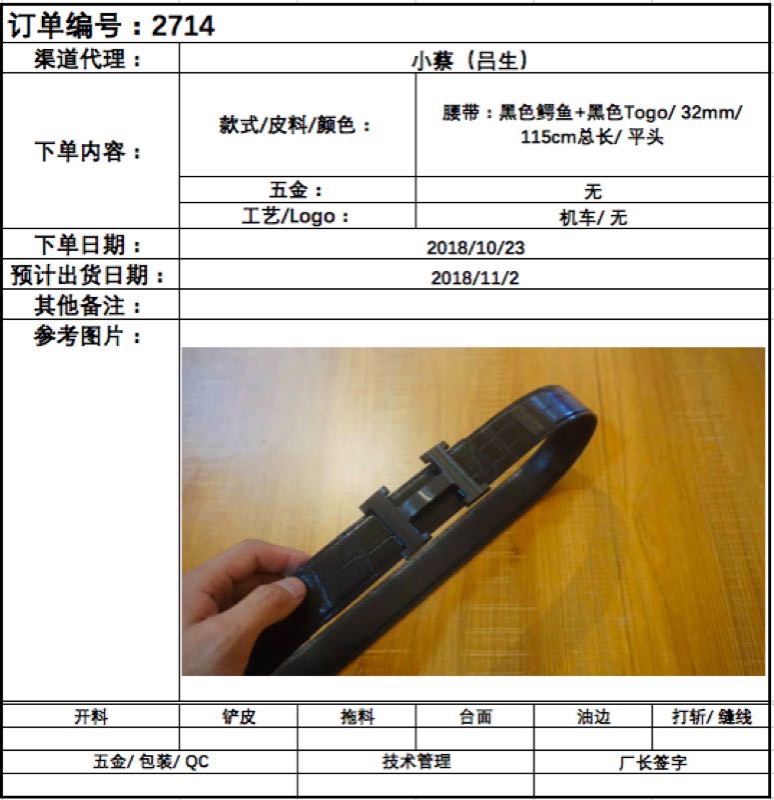 订单编号：2714
渠道代理：
小蔡（吕生）
下单内容：
款式/皮料/颜色：
腰带：黑色鳄鱼+黑色Togo/ 32mm/
115cm总长/ 平头
五金：
无
工艺/Logo：
机车/ 无
下单日期：
2018/10/23
预计出货日期：
2018/11/2
其他备注：
参考图片：
开料
铲皮
拖料
台面
油边
打斩/ 缝线
五金/ 包装/ QC
技术管理
厂长签字